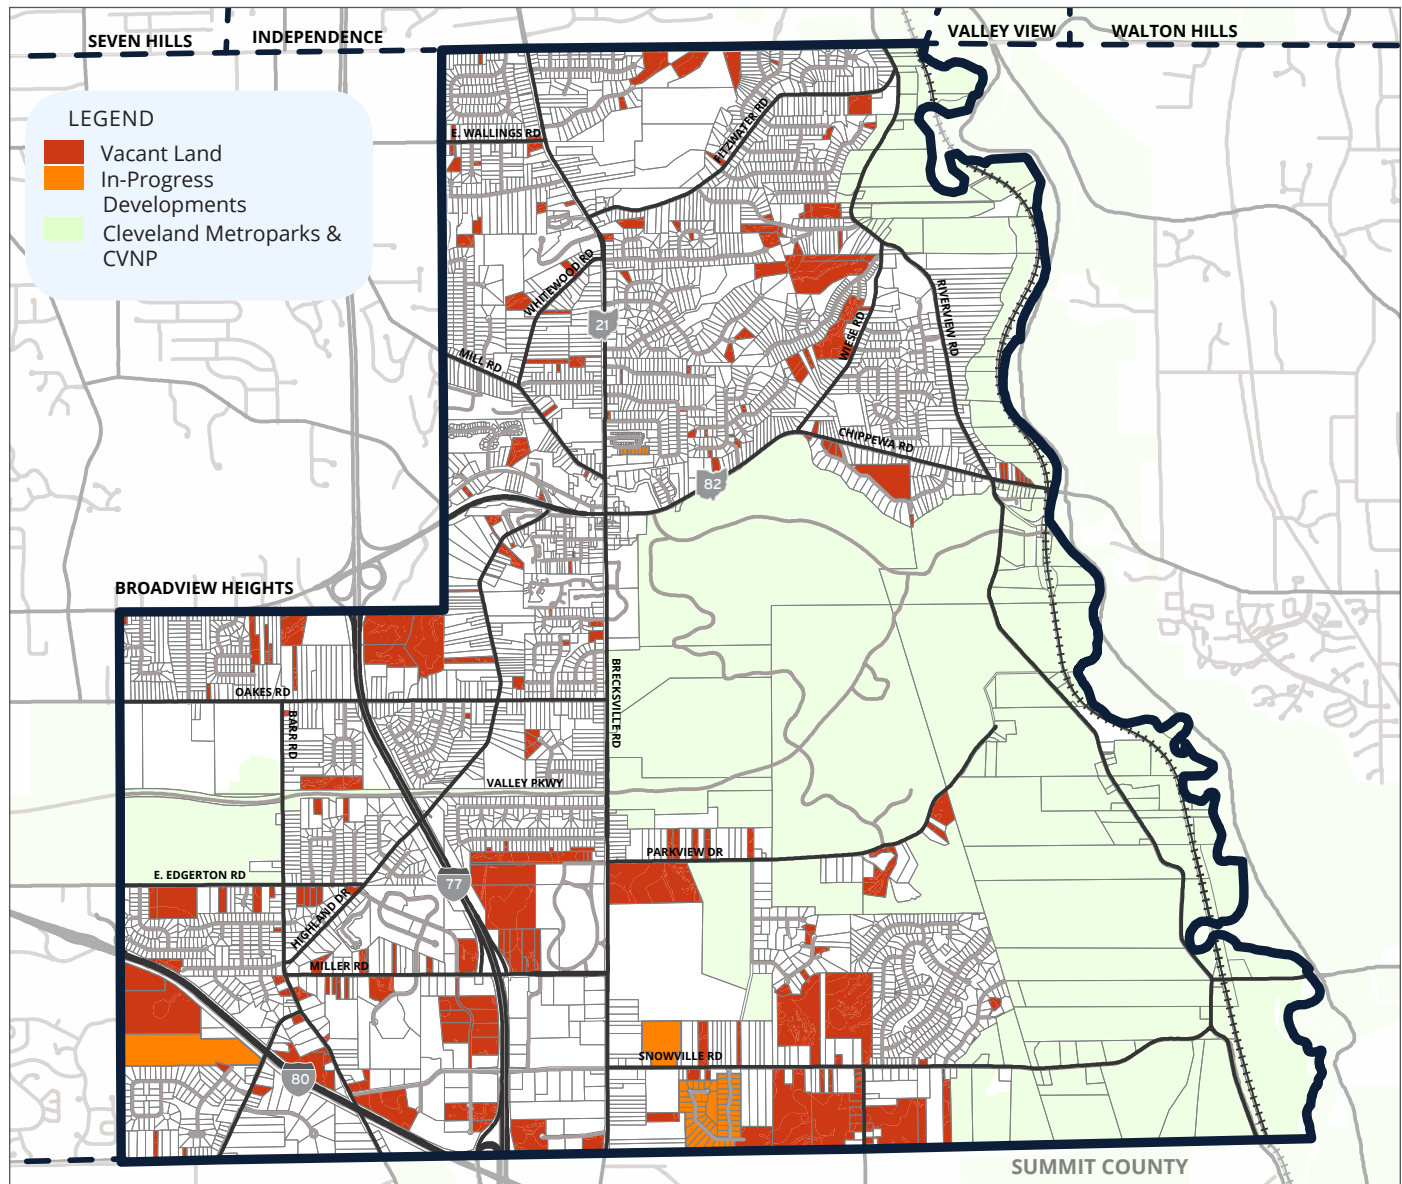 SEVEN HILLS
INDEPENDENCE
VALLEY VIEW
WALTON HILLS
LEGEND
Vacant Land
In-Progress
Developments
Cleveland Metroparks &
CVNP
E. WALLINGS RD
FITZWATER RD
WHITEWOOD RD
21
RIVERVIEW RD
WIESE RD
MILL RD
CHIPPEWA RD
82
BROADVIEW HEIGHTS
OAKES RD
BARR RD
BRECKSVILLE RD
VALLEY PKWY
PARKVIEW DR
E. EDGERTON RD
77
HIGHLAND DR
MILLER RD
SNOWVILLE RD
80
SUMMIT COUNTY